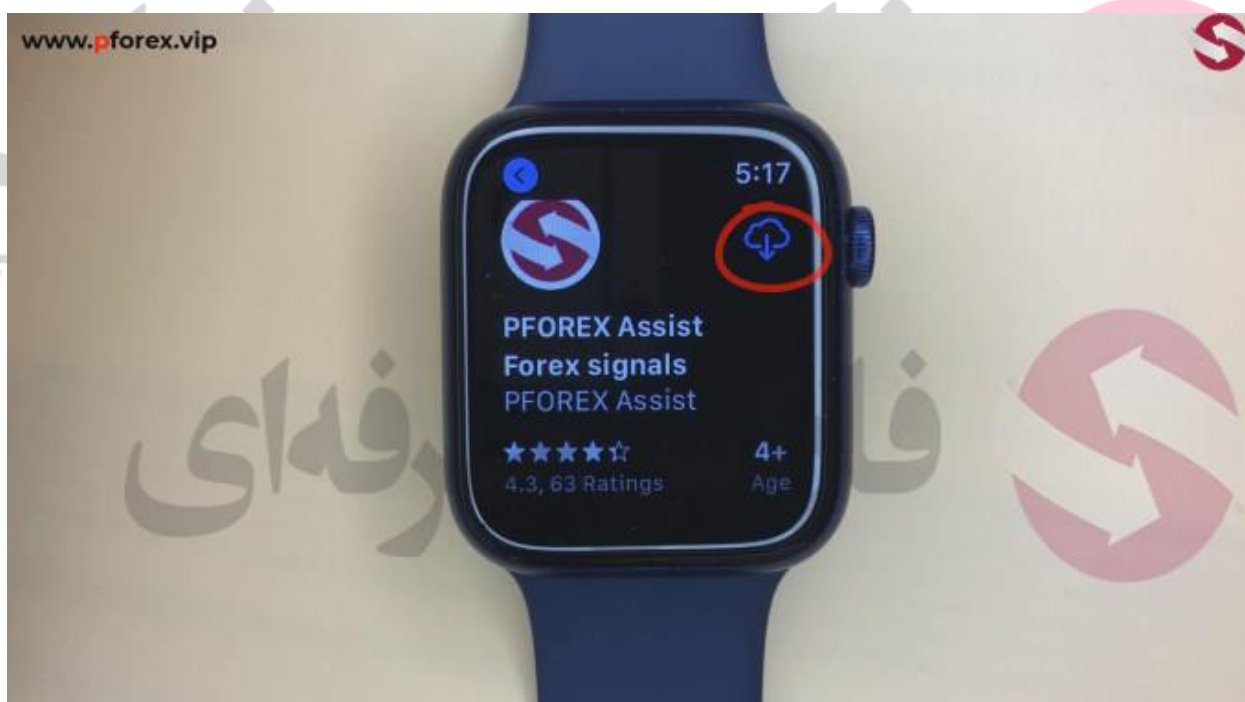 www.pforex.vip
5:17
PFOREX Assist
Forex signals
PFOREX Assist
4+
4.3, 63 Ratings
Age